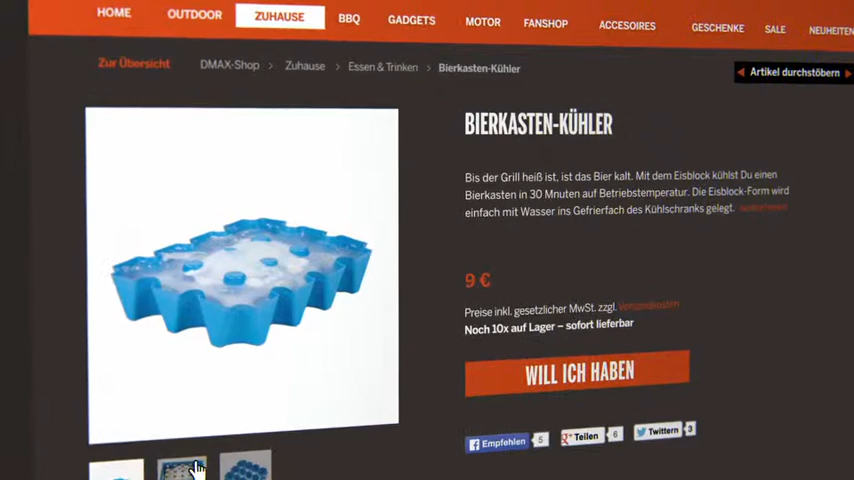 HOME OUTDOOR ZUHAUSE BBQ GADGETS MOTOR FANSHOP ACCESOIRES GESCHENKE SALE NEUHEITEN
Zur Übersicht DMAX-Shop > Zuhause > Essen & Trinken > Bierkasten-Kühler
Artikel durchstöbern
BIERKASTEN-KÜHLER
Bis der Grill heiß ist, ist das Bier kalt. Mit dem Eisblock kühlst Du einen
Bierkasten in 30 Mnuten auf Betriebstemperatur. Die Eisblock-Form wird
einfach mit Wasser ins Gefrierfach des Kühlschranks gelegt.
9 €
Preise inkl. gesetzlicher MwSt. zzgl. Versandkosten
Noch 10x auf Lager – sofort lieferbar
WILL ICH HABEN
Empfehlen 5 Teilen 6 Twittern 3